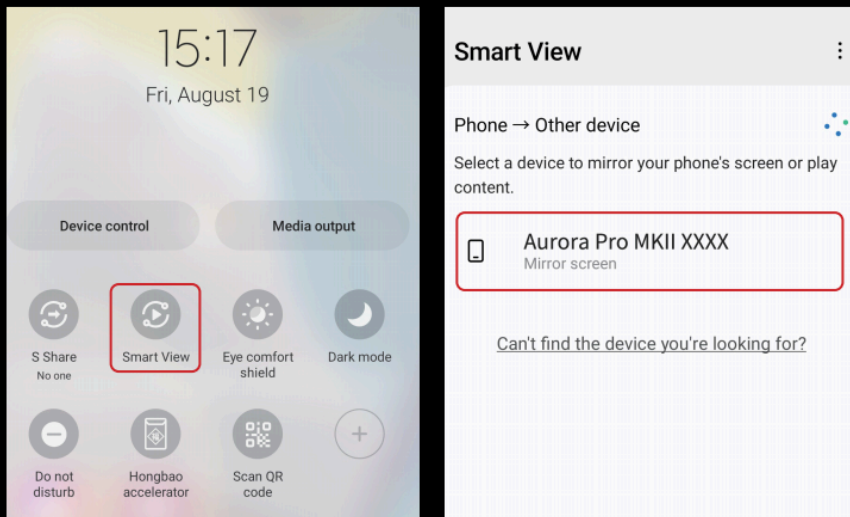 15:17
Fri, August 19
Device control
Media output
S Share
No one
Smart View
Eye comfort
shield
Dark mode
Do not
disturb
Hongbao
accelerator
Scan QR
code
Smart View
Phone → Other device
Select a device to mirror your phone's screen or play
content.
Aurora Pro MKII XXXX
Mirror screen
Can't find the device you're looking for?